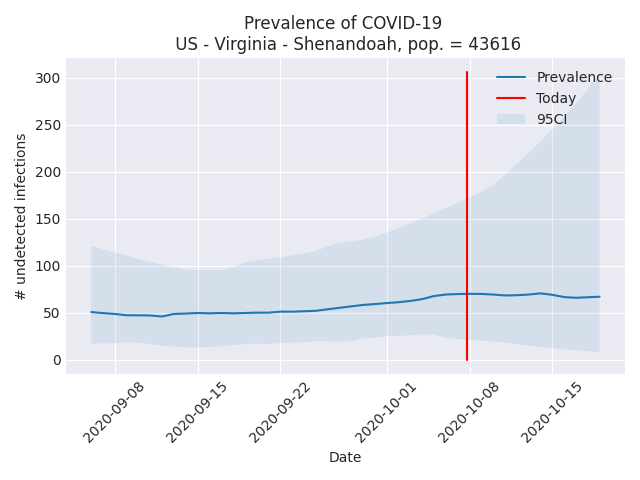 Prevalence of COVID-19
US - Virginia - Shenandoah, pop. = 43616
Prevalence
Today
95CI
300
250
200
150
100
50
0
# undetected infections
2020-09-08
2020-09-15
2020-09-22
2020-10-01
2020-10-08
2020-10-15
Date